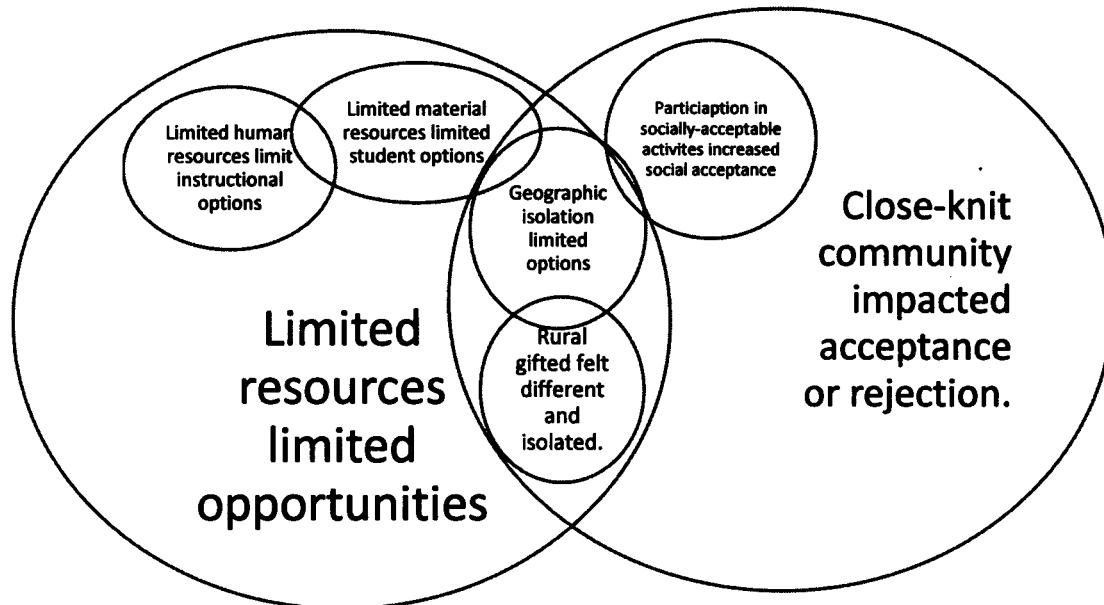 Limited human
resources limit
instructional
options
Limited material
resources limited
student options
Particiaption in
socially-acceptable
activites increased
social acceptance
Geographic
isolation
limited
options
Rural
gifted felt
different
and
isolated.
Limited
resources
limited
opportunities
Close-knit
community
impacted
acceptance
or rejection.